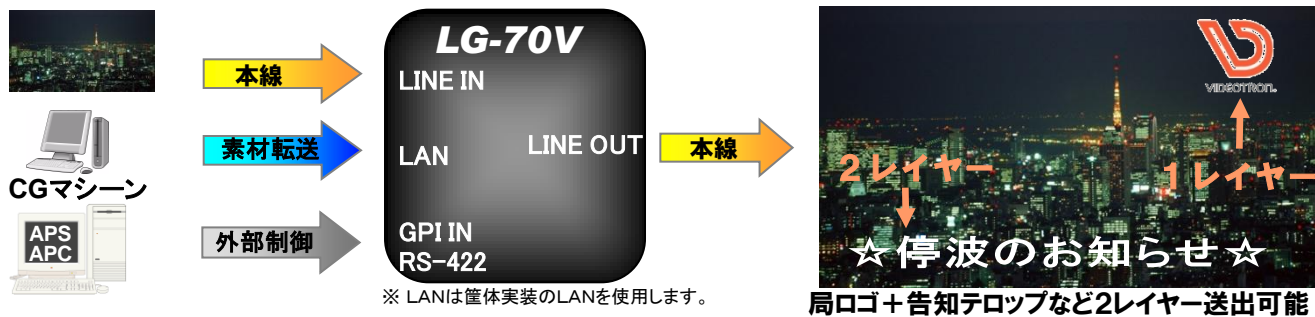 本線
素材転送
CGマシーン
APS
APC
外部制御
LG-70V
LINE IN
LAN
LINE OUT
GPI IN
RS-422
※ LANは筐体実装のLANを使用します。
本線
VIDEOTRON.
2レイヤー
1レイヤー
☆停波のお知らせ☆
局ロゴ＋告知テロップなど2レイヤー送出可能